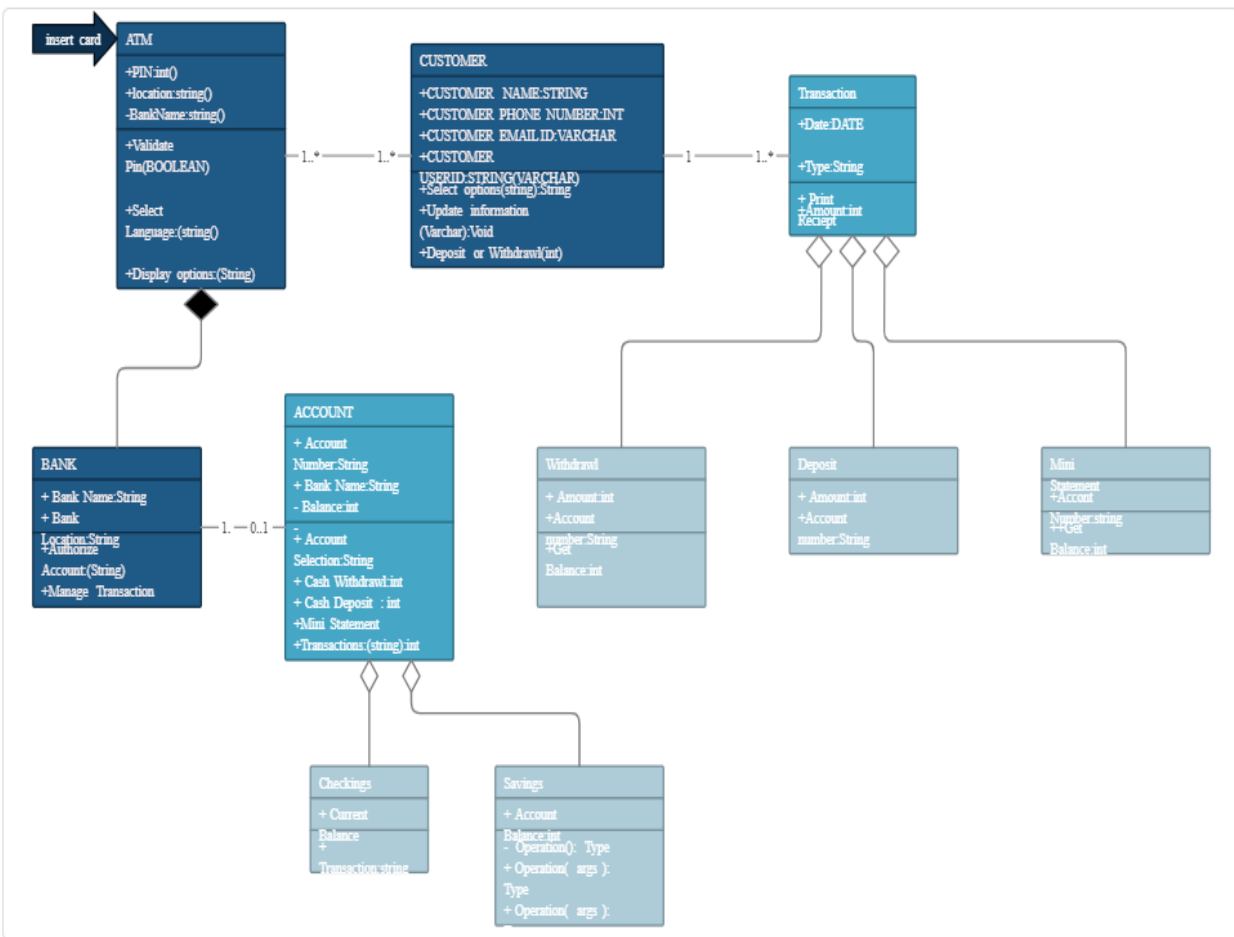 insert card
ATM
+PIN:int()
+location:string()
-BankName:string()
+Validate
Pin(BOOLEAN)
+Select
Language:(string()
+Display options:(String)
1..*
1..*
CUSTOMER
+CUSTOMER NAME:STRING
+CUSTOMER PHONE NUMBER:INT
+CUSTOMER EMAIL ID:VARCHAR
+CUSTOMER
USERID:STRING(VARCHAR)
+Select options(string):String
+Update information
(Varchar):Void
+Deposit or Withdrawl(int)
1
1..*
Transaction
+Date:DATE
+Type:String
+ Print
+Amount:int
Reciept
BANK
+ Bank Name:String
+ Bank
Location:String
+Authorize
Account:(String)
+Manage Transaction
1.
0..1
ACCOUNT
+ Account
Number:String
+ Bank Name:String
- Balance:int
-
+ Account
Selection:String
+ Cash Withdrawl:int
+ Cash Deposit : int
+Mini Statement
+Transactions:(string):int
Withdrawl
+ Amount:int
+Account
number:String
+Get
Balance:int
Deposit
+ Amount:int
+Account
number:String
Mini
Statement
+Accont
Number:string
++Get
Balance:int
Checkings
+ Current
Balance
+
Transaction:string
Savings
+ Account
Balance:int
- Operation(): Type
+ Operation( args ):
Type
+ Operation( args ):